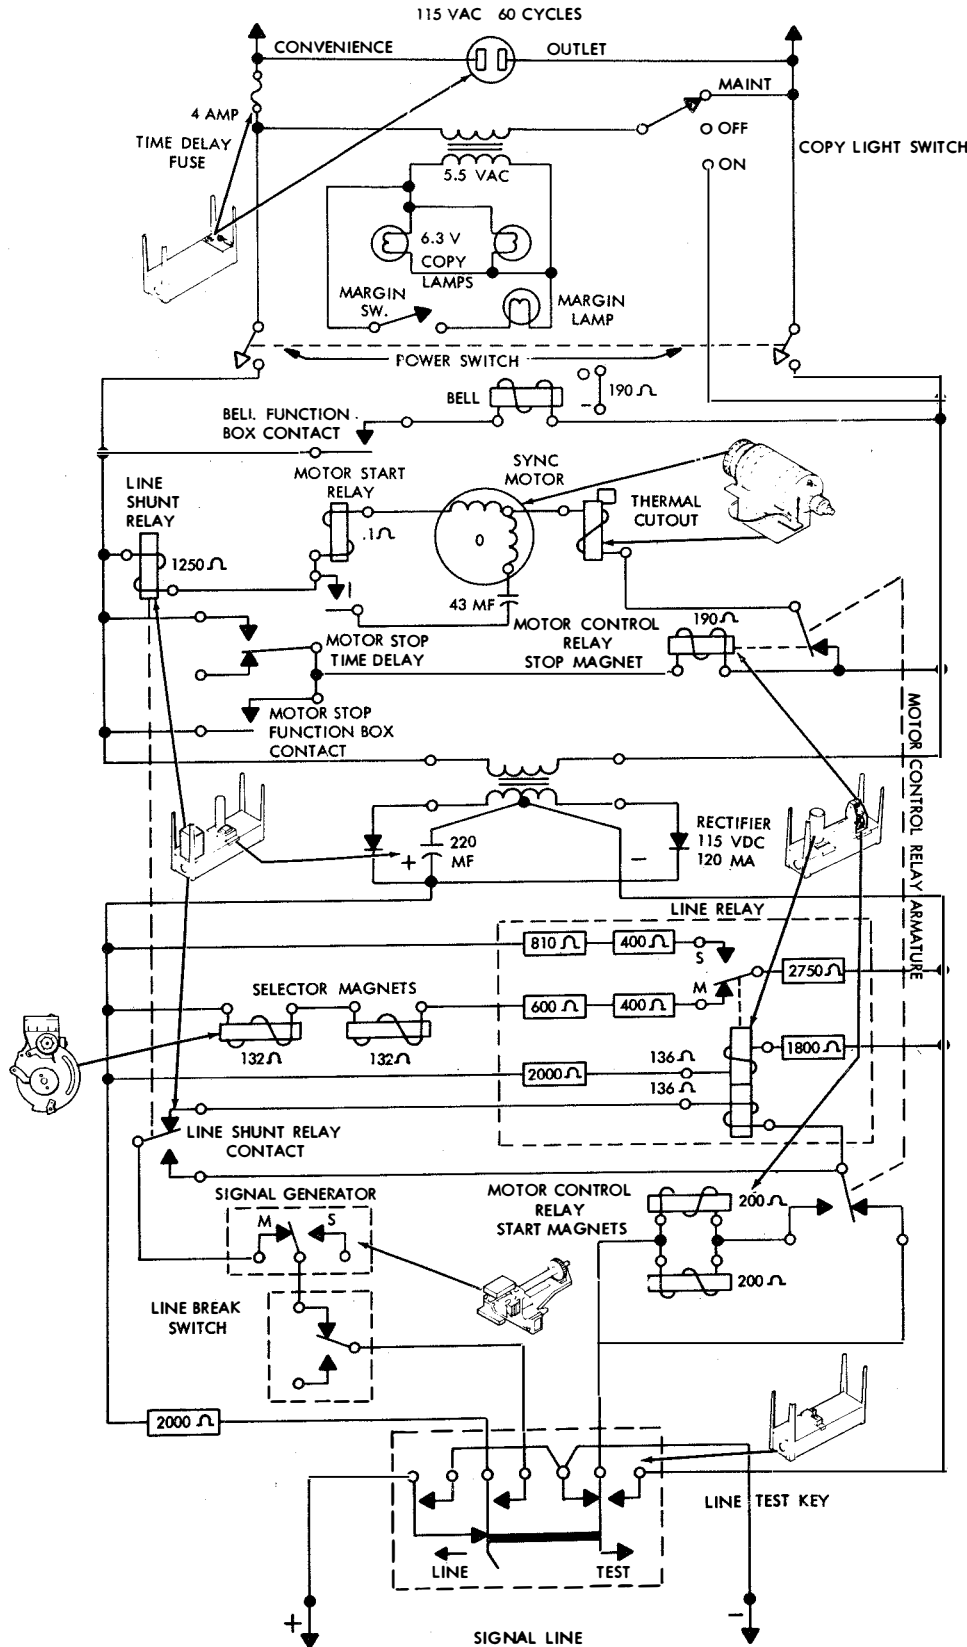 115 VAC 60 CYCLES
CONVENIENCE
OUTLET
MAINT
4 AMP
TIME DELAY
FUSE
OFF
COPY LIGHT SWITCH
ON
5.5 VAC
6.3 V
COPY
LAMPS
MARGIN
SW.
MARGIN
LAMP
POWER SWITCH
BELL
190 Ω
BELL FUNCTION
BOX CONTACT
LINE
SHUNT
RELAY
MOTOR START
RELAY
SYNC
MOTOR
THERMAL
CUTOUT
.1Ω
0
1250 Ω
43 MF
190 Ω
MOTOR STOP
TIME DELAY
MOTOR CONTROL
RELAY
STOP MAGNET
MOTOR STOP
FUNCTION BOX
CONTACT
MOTOR CONTROL RELAY ARMATURE
220
MF
+
−
RECTIFIER
115 VDC
120 MA
LINE RELAY
810 Ω
400 Ω
S
2750 Ω
M
SELECTOR MAGNETS
600 Ω
400 Ω
132 Ω
132 Ω
1800 Ω
2000 Ω
136 Ω
136 Ω
LINE SHUNT RELAY
CONTACT
SIGNAL GENERATOR
M
S
MOTOR CONTROL
RELAY
START MAGNETS
200 Ω
200 Ω
LINE BREAK
SWITCH
2000 Ω
LINE TEST KEY
LINE
TEST
+
−
SIGNAL LINE